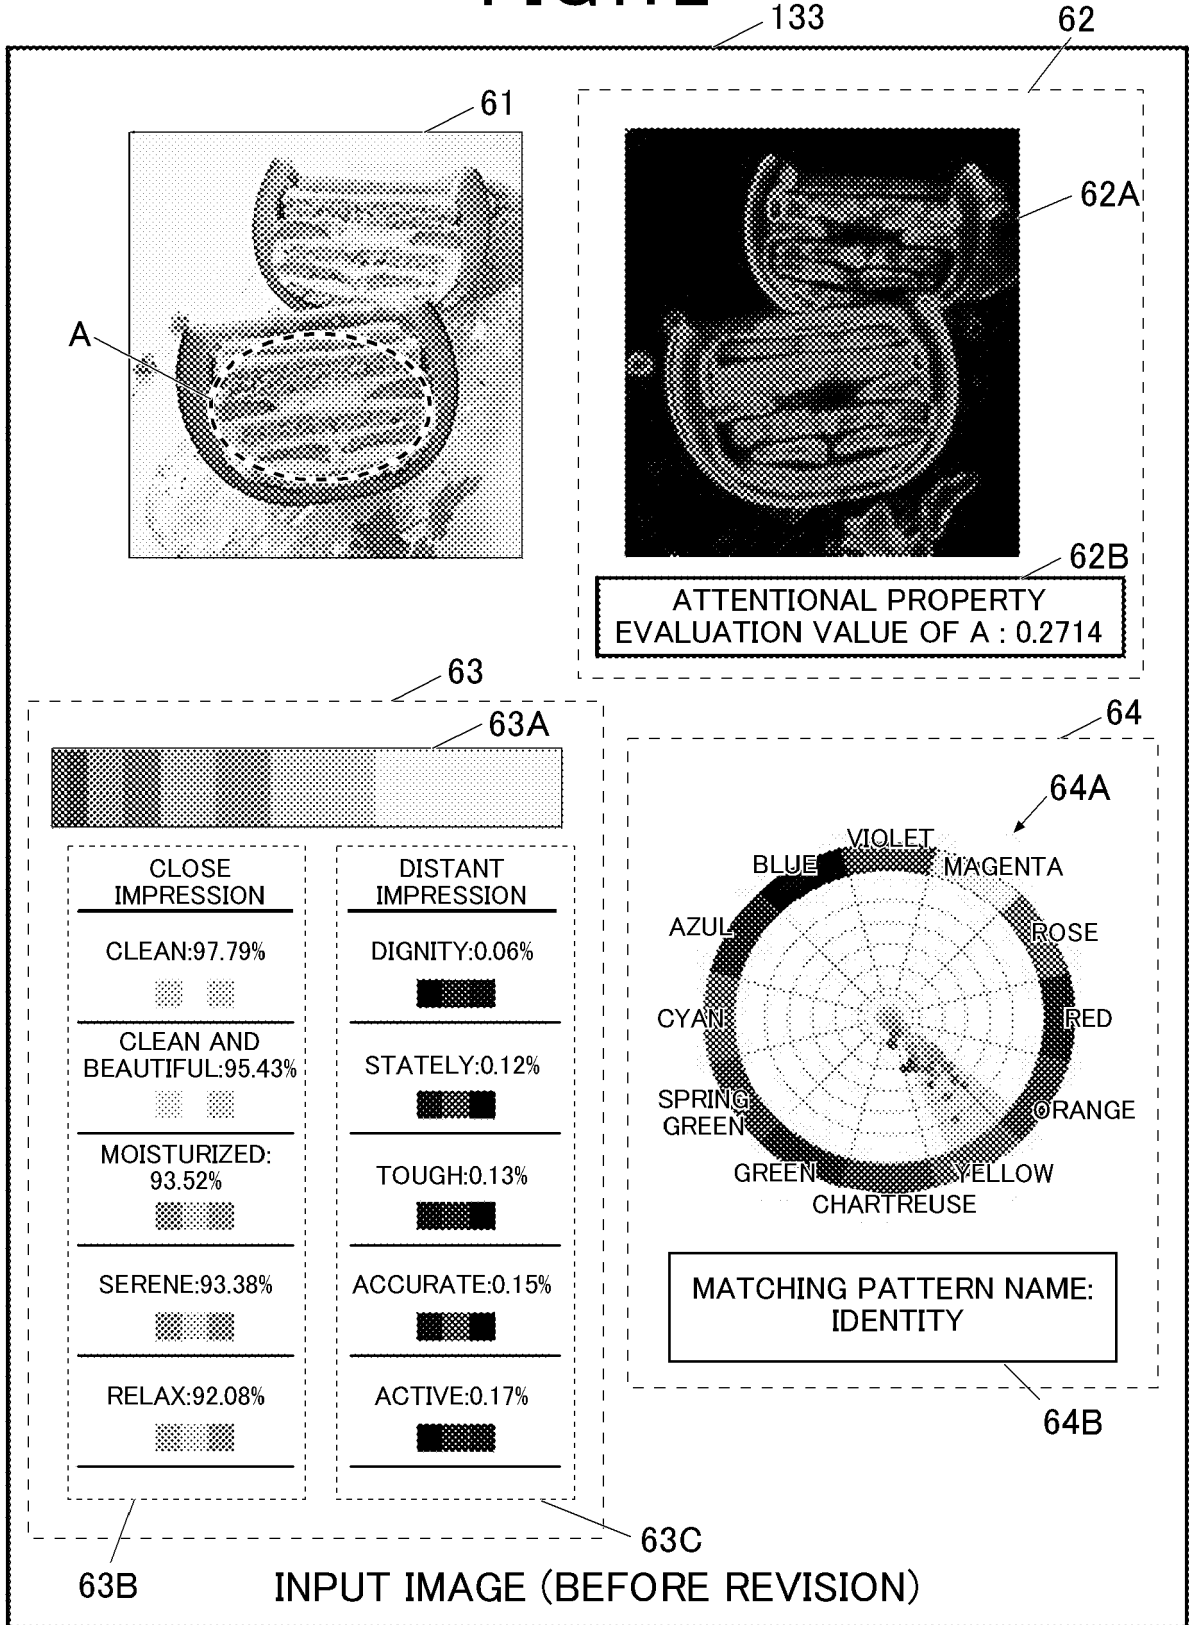 133
62
61
62A
A
62B
ATTENTIONAL PROPERTY
EVALUATION VALUE OF A : 0.2714
63
63A
64
64A
CLOSE
IMPRESSION
CLEAN:97.79%
CLEAN AND
BEAUTIFUL:95.43%
MOISTURIZED:
93.52%
SERENE:93.38%
RELAX:92.08%
DISTANT
IMPRESSION
DIGNITY:0.06%
STATELY:0.12%
TOUGH:0.13%
ACCURATE:0.15%
ACTIVE:0.17%
VIOLET
BLUE
MAGENTA
AZUL
ROSE
CYAN
RED
SPRING
GREEN
ORANGE
GREEN
YELLOW
CHARTREUSE
MATCHING PATTERN NAME:
IDENTITY
64B
63C
63B
INPUT IMAGE (BEFORE REVISION)